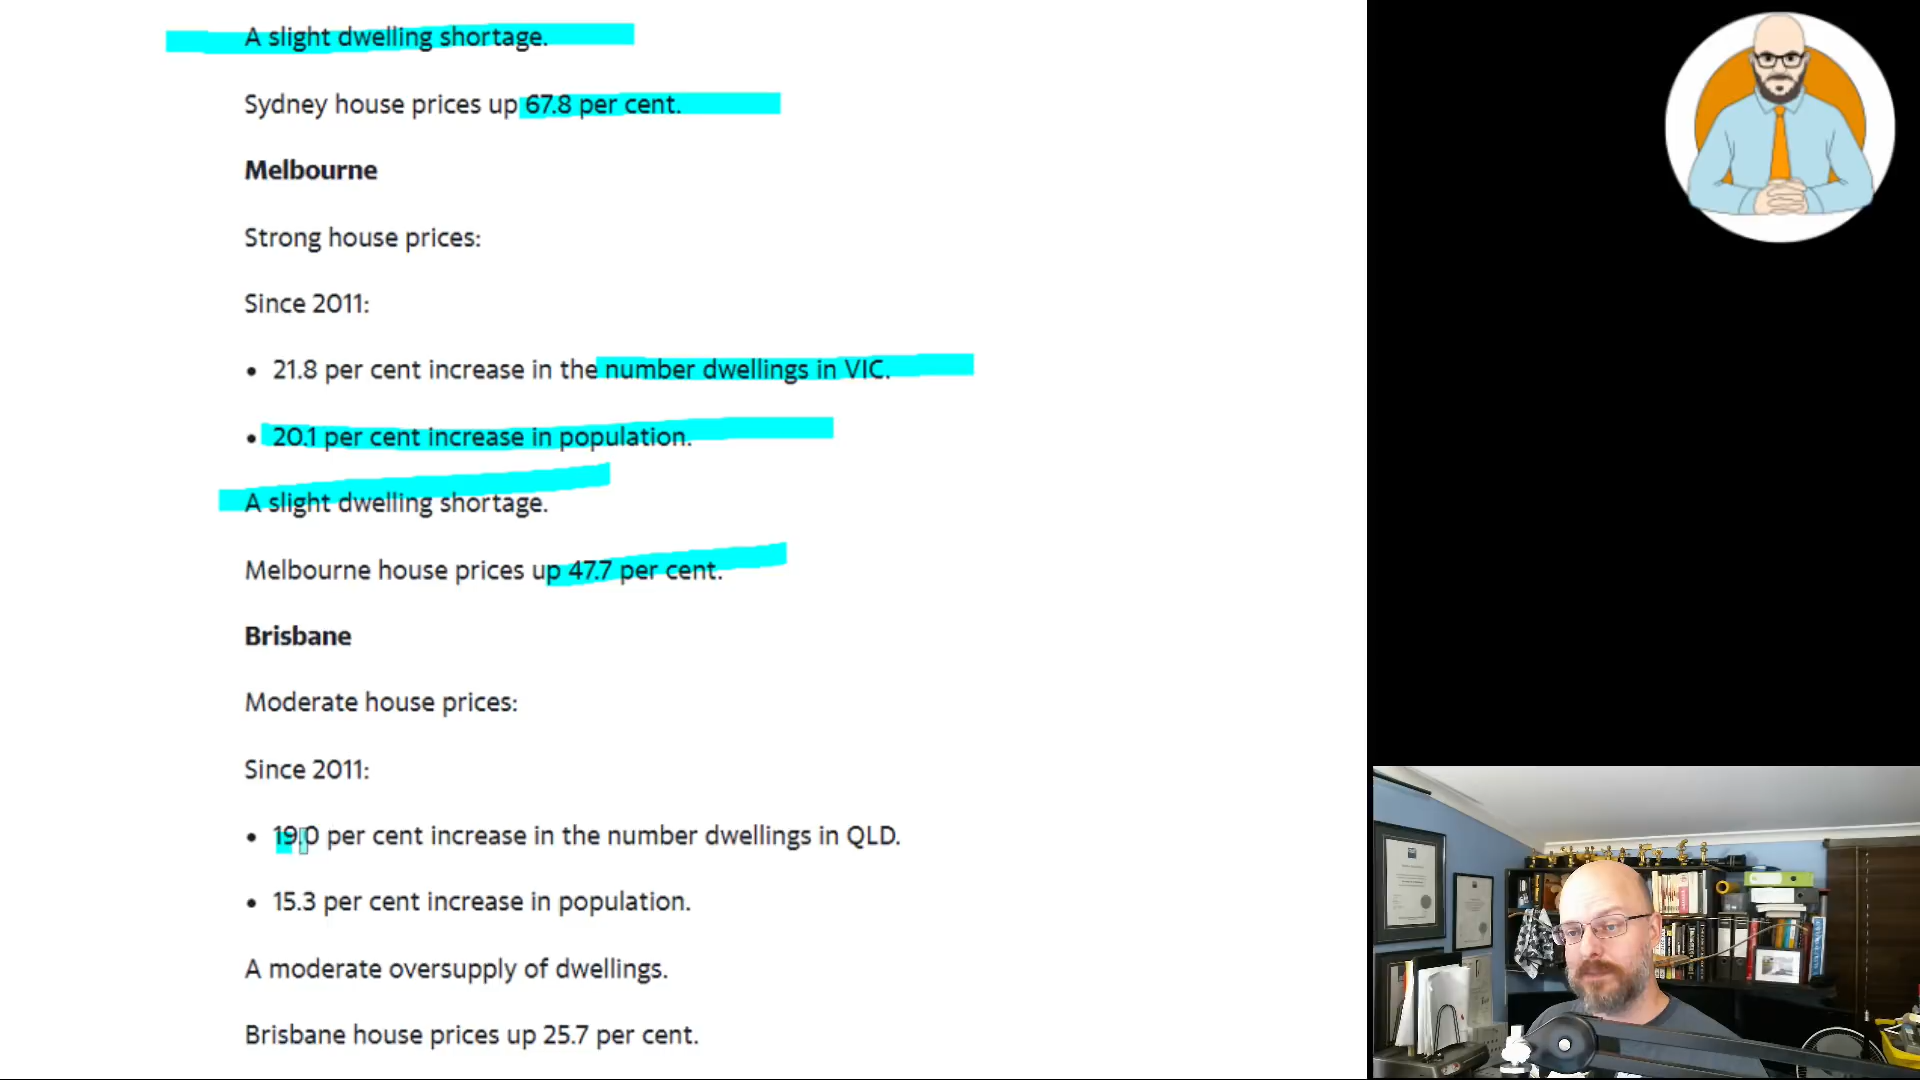 A slight dwelling shortage.
Sydney house prices up 67.8 per cent.
Melbourne
Strong house prices:
Since 2011:
• 21.8 per cent increase in the number dwellings in VIC.
• 20.1 per cent increase in population.
A slight dwelling shortage.
Melbourne house prices up 47.7 per cent.
Brisbane
Moderate house prices:
Since 2011:
• 19.0 per cent increase in the number dwellings in QLD.
• 15.3 per cent increase in population.
A moderate oversupply of dwellings.
Brisbane house prices up 25.7 per cent.